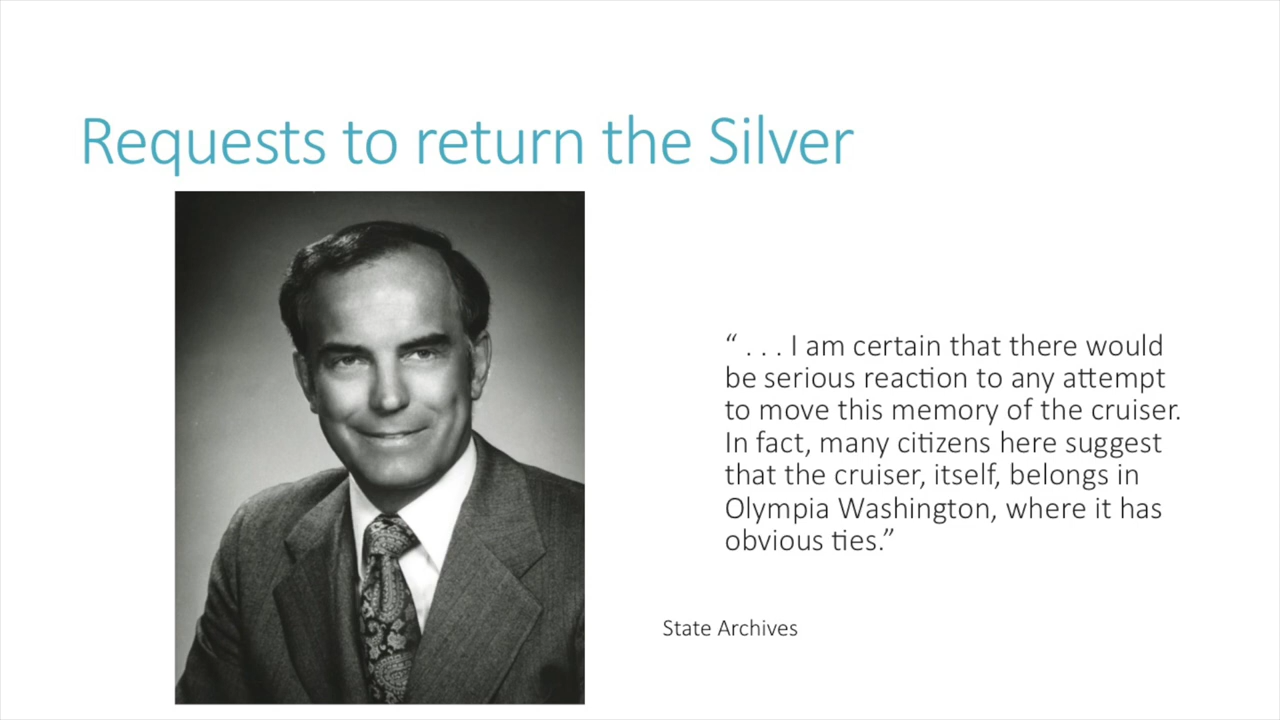 Requests to return the Silver
“ . . . I am certain that there would
be serious reaction to any attempt
to move this memory of the cruiser.
In fact, many citizens here suggest
that the cruiser, itself, belongs in
Olympia Washington, where it has
obvious ties.”
State Archives